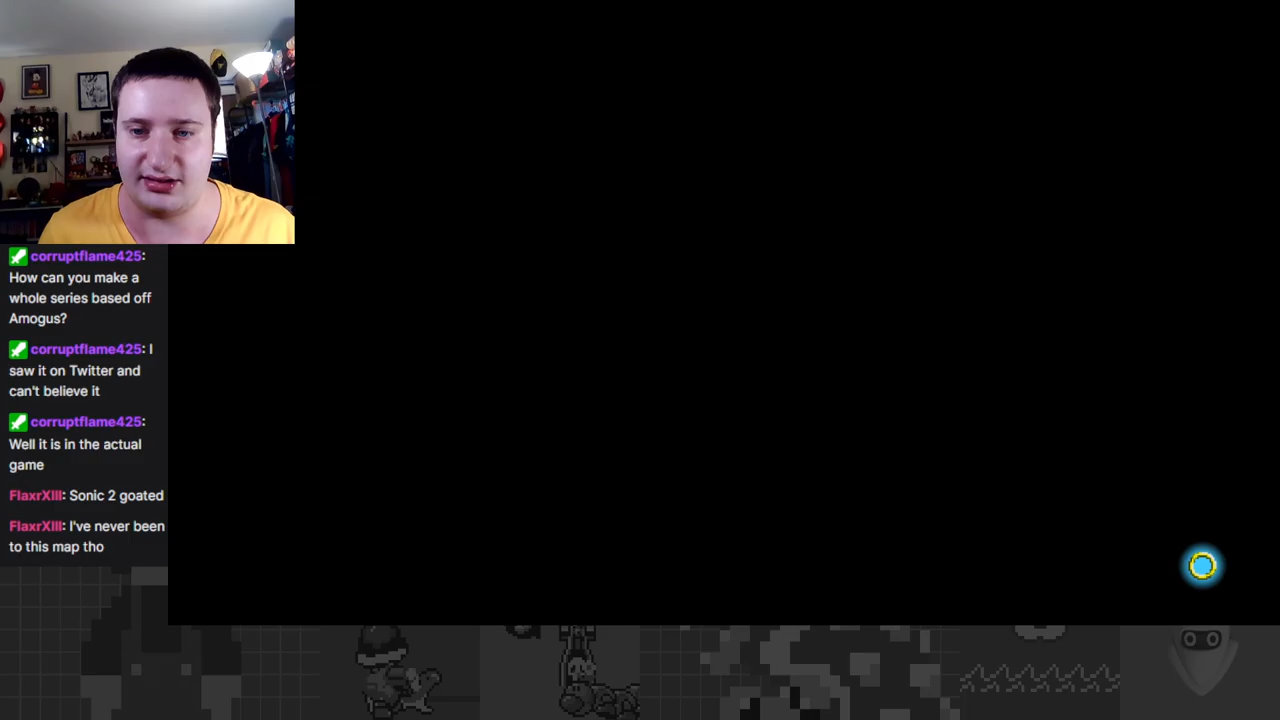 corruptflame425:
How can you make a
whole series based off
Amogus?
corruptflame425: I
saw it on Twitter and
can't believe it
corruptflame425:
Well it is in the actual
game
FlaxrXIII: Sonic 2 goated
FlaxrXIII: I've never been
to this map tho